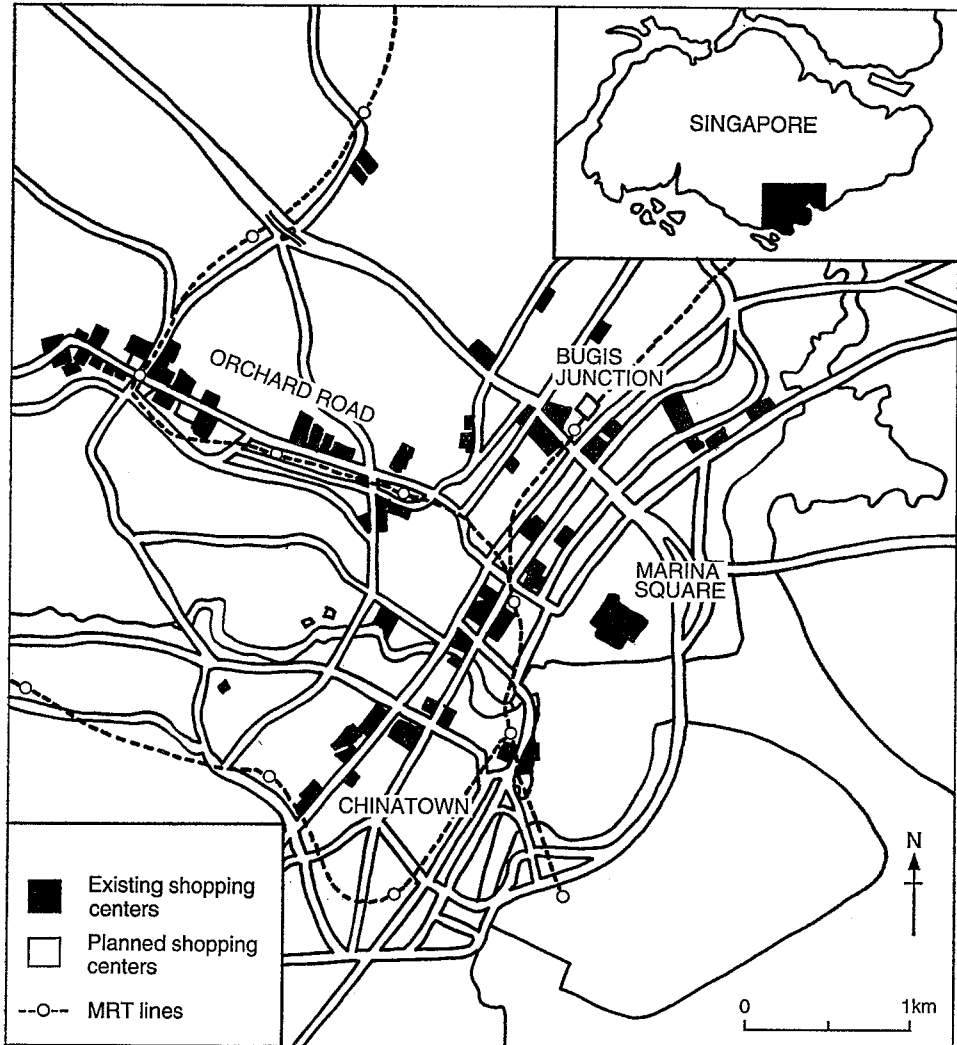 SINGAPORE
ORCHARD ROAD
BUGIS
JUNCTION
MARINA
SQUARE
CHINATOWN
Existing shopping
centers
Planned shopping
centers
MRT lines
N
0 1km